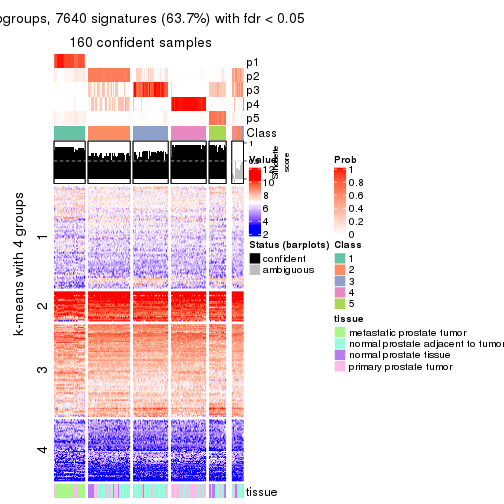 ogroups, 7640 signatures (63.7%) with fdr < 0.05
160 confident samples
p1
p2
p3
p4
p5
Class
1
Silhouette
score
Value
12
10
8
6
4
2
Prob
1
0.8
0.6
0.4
0.2
0
Status (barplots)
confident
ambiguous
Class
1
2
3
4
5
tissue
metastatic prostate tumor
normal prostate adjacent to tumor
normal prostate tissue
primary prostate tumor
k-means with 4 groups
1
2
3
4
tissue